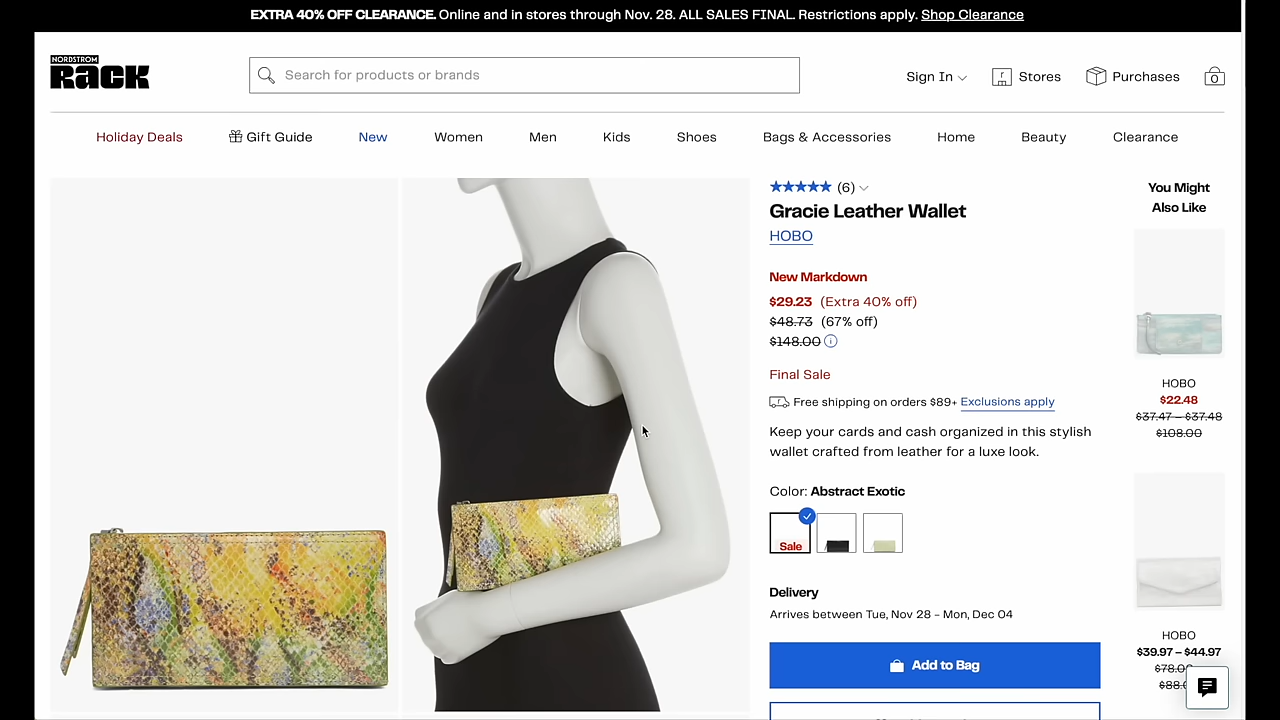 EXTRA 40% OFF CLEARANCE. Online and in stores through Nov. 28. ALL SALES FINAL. Restrictions apply. Shop Clearance
NORDSTROM
RACK
Search for products or brands
Sign In
Stores
Purchases
0
Holiday Deals
Gift Guide
New
Women
Men
Kids
Shoes
Bags & Accessories
Home
Beauty
Clearance
(6)
Gracie Leather Wallet
HOBO
New Markdown
$29.23 (Extra 40% off)
$48.73 (67% off)
$148.00
Final Sale
Free shipping on orders $89+ Exclusions apply
Keep your cards and cash organized in this stylish
wallet crafted from leather for a luxe look.
Color: Abstract Exotic
Sale
Delivery
Arrives between Tue, Nov 28 – Mon, Dec 04
Add to Bag
You Might
Also Like
HOBO
$22.48
$37.47 – $37.48
$108.00
HOBO
$39.97 – $44.97